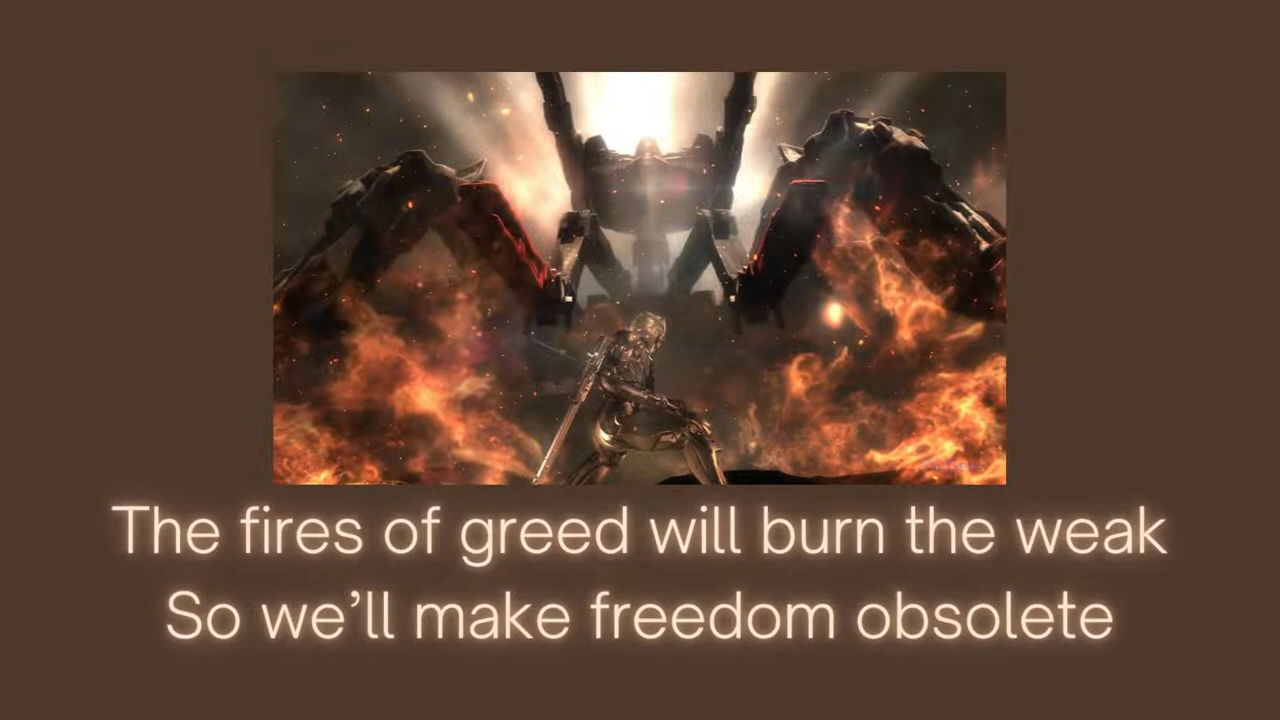 The fires of greed will burn the weak
So we’ll make freedom obsolete